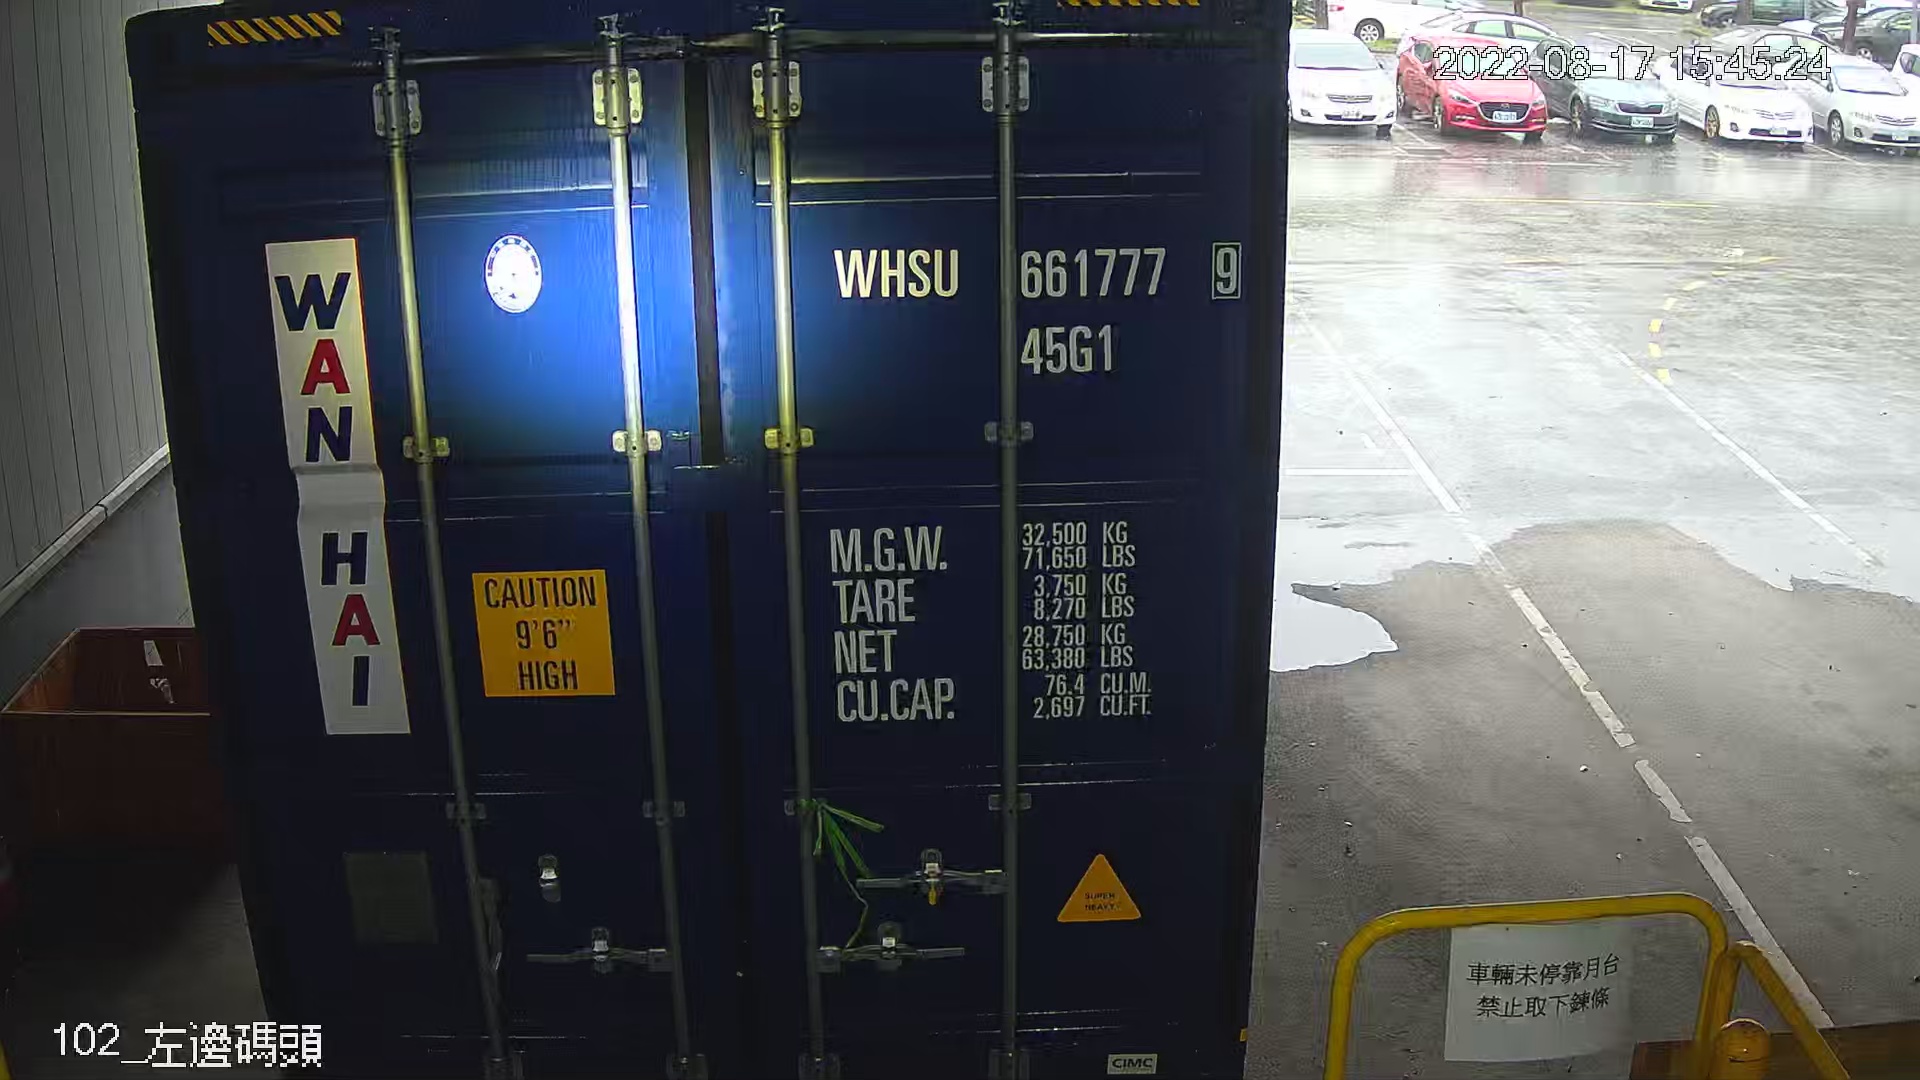 2022-08-17 15:45:24
WAN HAI
WHSU 661777 9
45G1
CAUTION
9'6"
HIGH
M.G.W. 32,500 KG
71,650 LBS
TARE 3,750 KG
8,270 LBS
NET 28,750 KG
63,380 LBS
CU.CAP. 76.4 CU.M.
2,697 CU.FT.
SUPER
HEAVY
車輛未停靠月台
禁止取下鍊條
CIMC
102_左邊碼頭